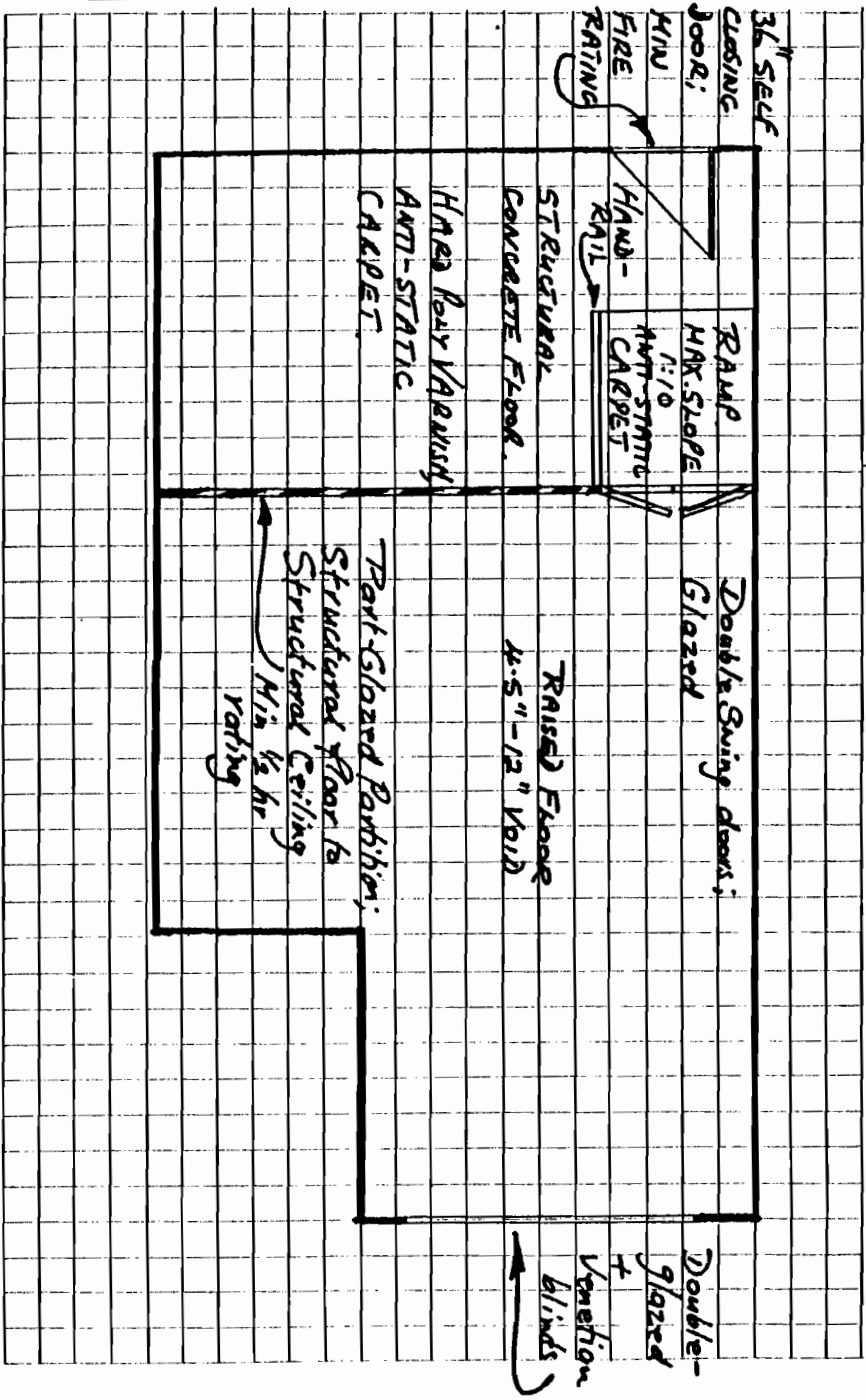 36" SELF
CLOSING
DOOR;
MIN
FIRE
RATING
HAND-
RAIL
RAMP
MAX. SLOPE
1:10
ANTI-STATIC
CARPET
STRUCTURAL
CONCRETE FLOOR.
HARD POLY VARNISH
ANTI-STATIC
CARPET.
Double Swing doors;
Glazed
RAISED FLOOR
4.5" - 12" VOID
Part-Glazed Partition;
Structural floor to
Structural Ceiling
Min ½ hr
rating
Double-
glazed
+
Venetion
blinds